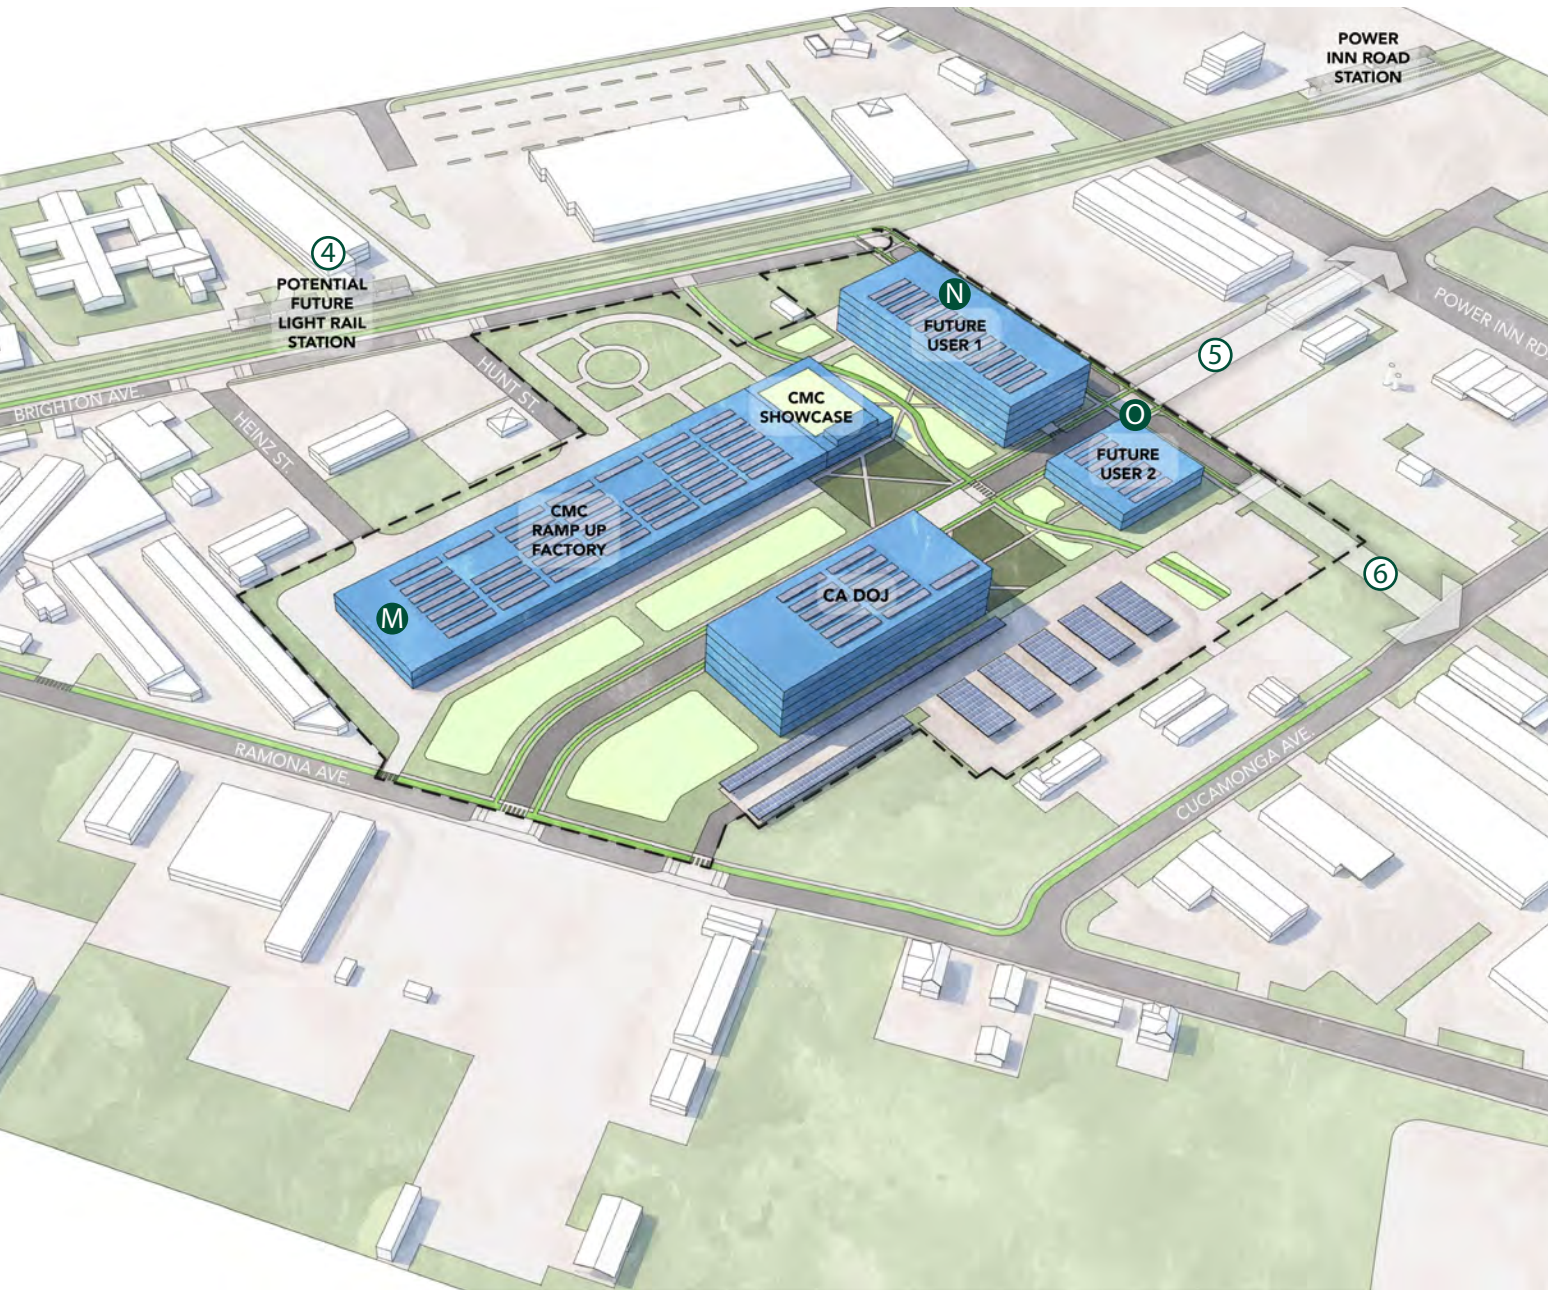 POWER
INN ROAD
STATION
4
POTENTIAL
FUTURE
LIGHT RAIL
STATION
N
FUTURE
USER 1
POWER INN RD.
5
HUNT ST.
BRIGHTON AVE.
HEINZ ST.
CMC
SHOWCASE
O
FUTURE
USER 2
CMC
RAMP UP
FACTORY
6
CA DOJ
M
RAMONA AVE.
CUCAMONGA AVE.